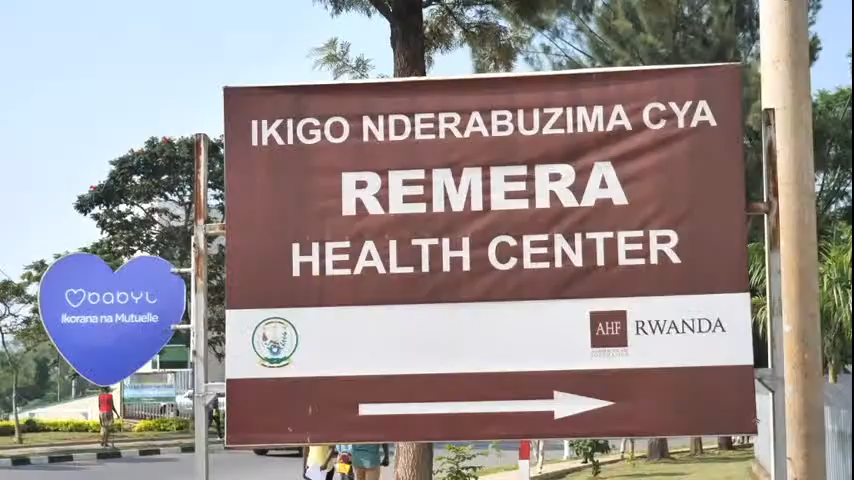 IKIGO NDERABUZIMA CYA
REMERA
HEALTH CENTER
babyl
Ikorana na Mutuelle
AHF RWANDA